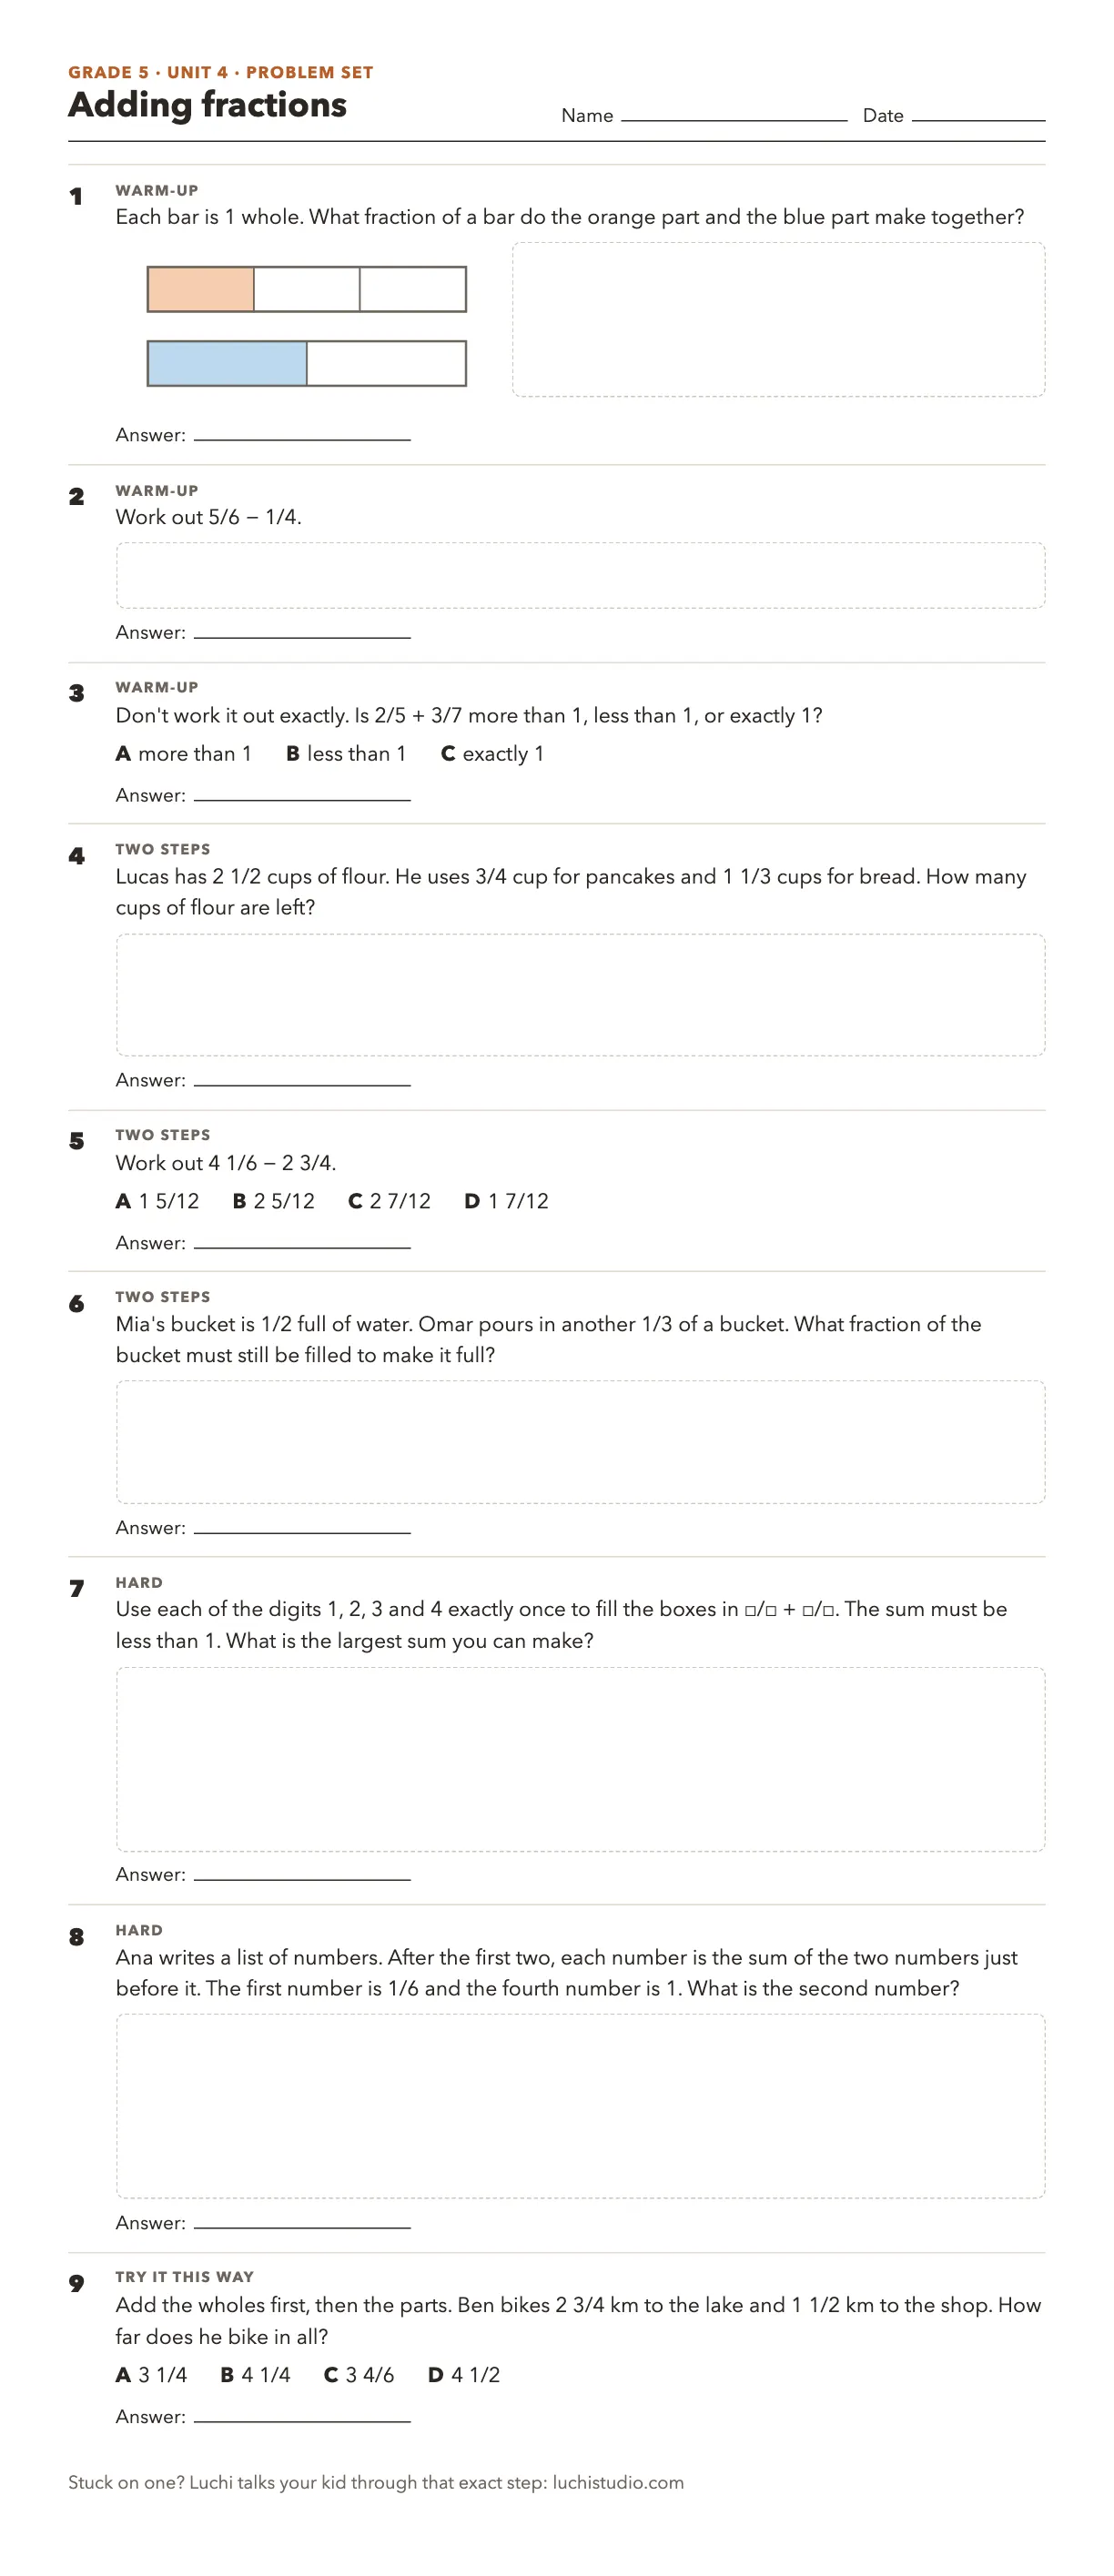 GRADE 5 · UNIT 4 · PROBLEM SET
Adding fractions
Name Date
1
WARM-UP
Each bar is 1 whole. What fraction of a bar do the orange part and the blue part make together?
Answer:
2
WARM-UP
Work out 5/6 − 1/4.
Answer:
3
WARM-UP
Don't work it out exactly. Is 2/5 + 3/7 more than 1, less than 1, or exactly 1?
A more than 1 B less than 1 C exactly 1
Answer:
4
TWO STEPS
Lucas has 2 1/2 cups of flour. He uses 3/4 cup for pancakes and 1 1/3 cups for bread. How many
cups of flour are left?
Answer:
5
TWO STEPS
Work out 4 1/6 − 2 3/4.
A 1 5/12 B 2 5/12 C 2 7/12 D 1 7/12
Answer:
6
TWO STEPS
Mia's bucket is 1/2 full of water. Omar pours in another 1/3 of a bucket. What fraction of the
bucket must still be filled to make it full?
Answer:
7
HARD
Use each of the digits 1, 2, 3 and 4 exactly once to fill the boxes in □/□ + □/□. The sum must be
less than 1. What is the largest sum you can make?
Answer:
8
HARD
Ana writes a list of numbers. After the first two, each number is the sum of the two numbers just
before it. The first number is 1/6 and the fourth number is 1. What is the second number?
Answer:
9
TRY IT THIS WAY
Add the wholes first, then the parts. Ben bikes 2 3/4 km to the lake and 1 1/2 km to the shop. How
far does he bike in all?
A 3 1/4 B 4 1/4 C 3 4/6 D 4 1/2
Answer:
Stuck on one? Luchi talks your kid through that exact step: luchistudio.com